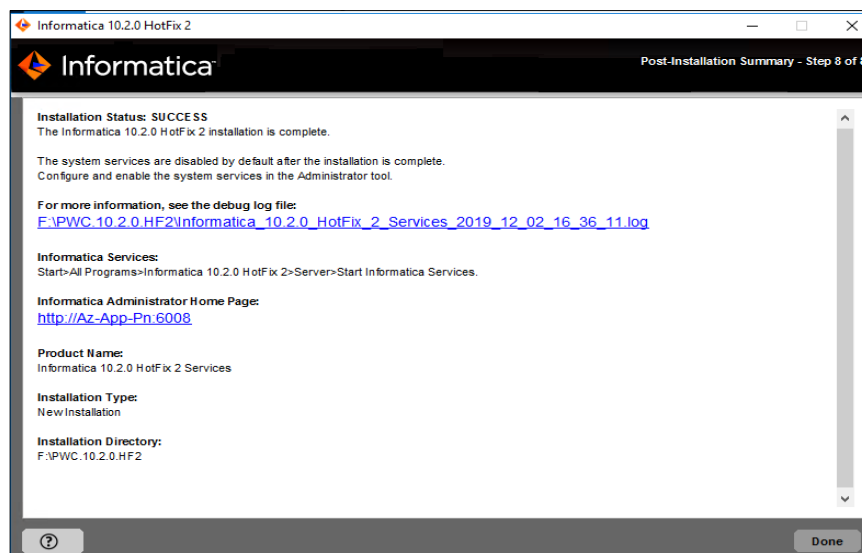 Informatica 10.2.0 HotFix 2
Informatica
Post-Installation Summary - Step 8 of 8
Installation Status: SUCCESS
The Informatica 10.2.0 HotFix 2 installation is complete.
The system services are disabled by default after the installation is complete.
Configure and enable the system services in the Administrator tool.
For more information, see the debug log file:
F:\PWC.10.2.0.HF2\Informatica_10.2.0_HotFix_2_Services_2019_12_02_16_36_11.log
Informatica Services:
Start>All Programs>Informatica 10.2.0 HotFix 2>Server>Start Informatica Services.
Informatica Administrator Home Page:
http://Az-App-Pn:6008
Product Name:
Informatica 10.2.0 HotFix 2 Services
Installation Type:
New Installation
Installation Directory:
F:\PWC.10.2.0.HF2
Done